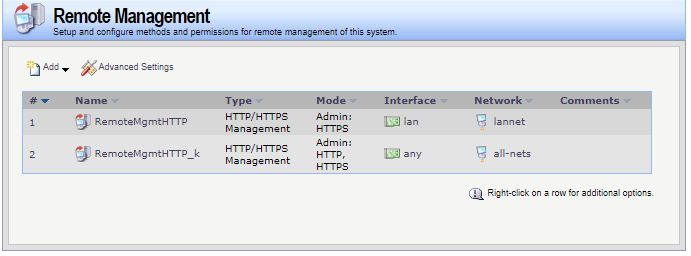 Remote Management
Setup and configure methods and permissions for remote management of this system.
Add Advanced Settings
# Name Type Mode Interface Network Comments
1 RemoteMgmtHTTP HTTP/HTTPS Management Admin: HTTPS lan lannet
2 RemoteMgmtHTTP_k HTTP/HTTPS Management Admin: HTTP, HTTPS any all-nets
Right-click on a row for additional options.